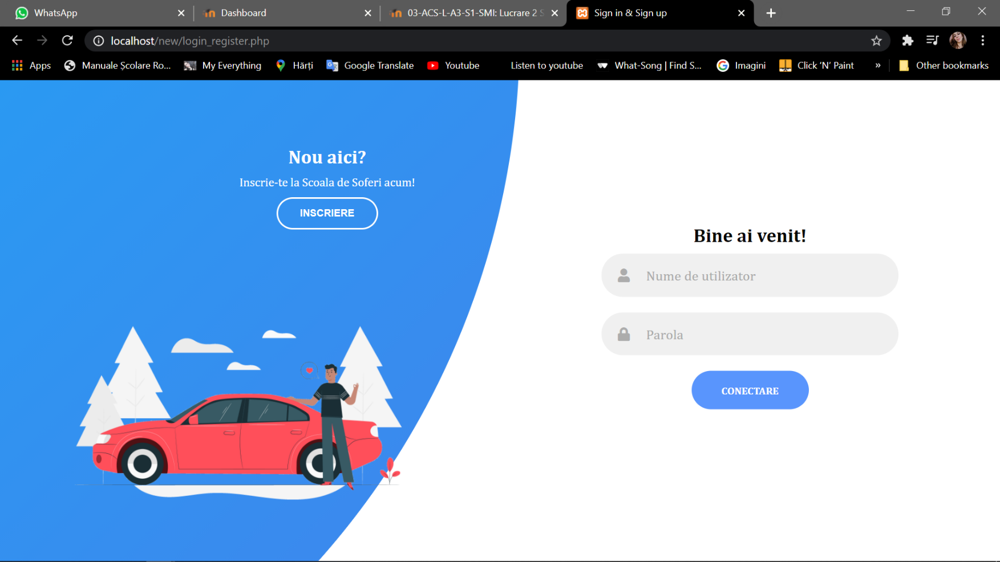 WhatsApp
Dashboard
03-ACS-L-A3-S1-SMI: Lucrare 2 S
Sign in & Sign up
localhost/new/login_register.php
Apps
Manuale Școlare Ro...
My Everything
Hărți
Google Translate
Youtube
Listen to youtube
What-Song | Find S...
Imagini
Click ‘N’ Paint
»
Other bookmarks
Nou aici?
Inscrie-te la Scoala de Soferi acum!
INSCRIERE
Bine ai venit!
Nume de utilizator
Parola
CONECTARE